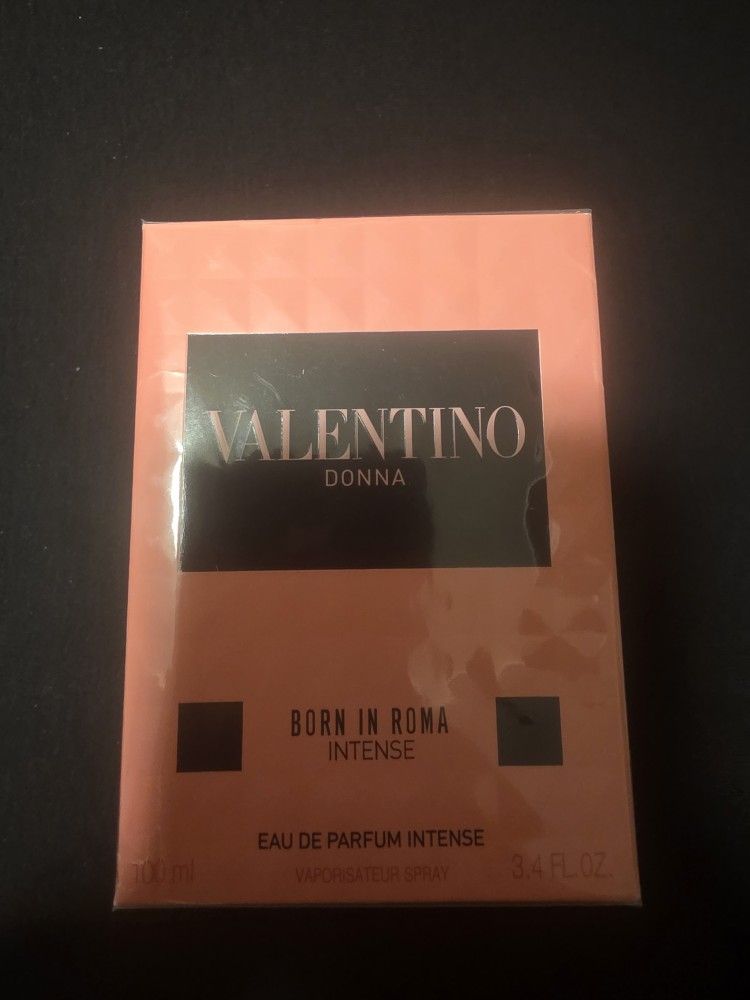 VALENTINO
DONNA
BORN IN ROMA
INTENSE
EAU DE PARFUM INTENSE
100 ml VAPORISATEUR SPRAY 3.4 FL.OZ.